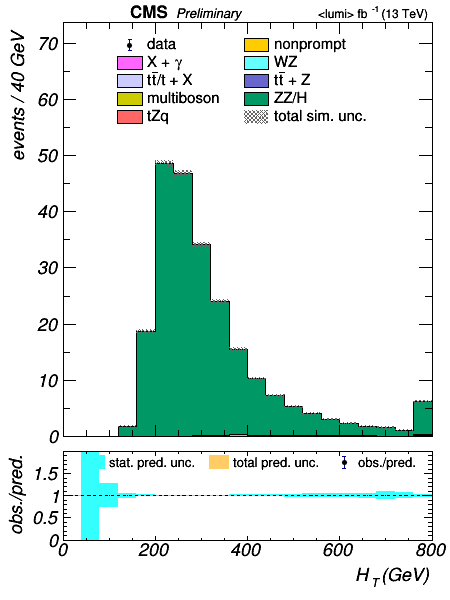 CMS Preliminary <lumi> fb⁻¹ (13 TeV)
events / 40 GeV
70
60
50
40
30
20
10
0
data
nonprompt
X + γ
WZ
tt̄/t + X
tt̄ + Z
multiboson
ZZ/H
tZq
total sim. unc.
obs./pred.
1.5
1
0.5
0
stat. pred. unc.
total pred. unc.
obs./pred.
0 200 400 600 800
H_T (GeV)